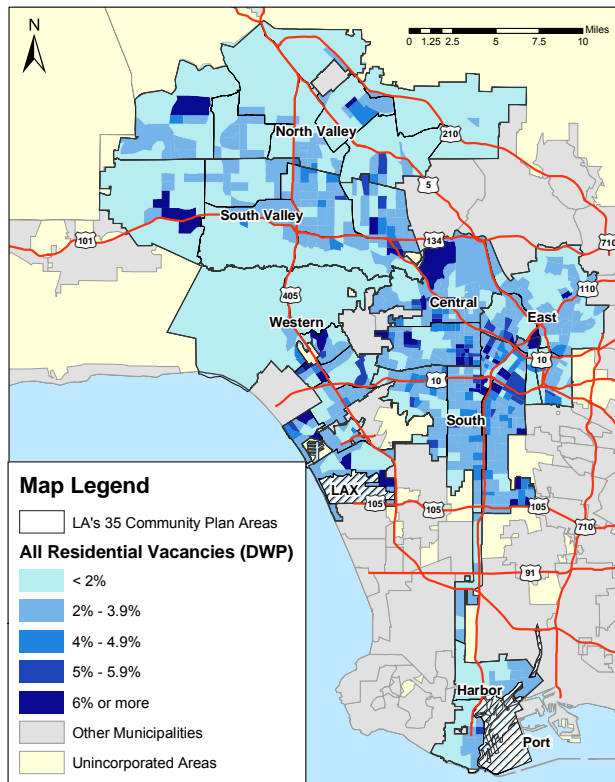 Miles
0 1.25 2.5 5 7.5 10
N
North Valley
210
5
South Valley
101
134
710
405
Central
110
Western
East
10
10
South
LAX
105
105
105
710
91
Harbor
Port
Map Legend
LA's 35 Community Plan Areas
All Residential Vacancies (DWP)
< 2%
2% - 3.9%
4% - 4.9%
5% - 5.9%
6% or more
Other Municipalities
Unincorporated Areas